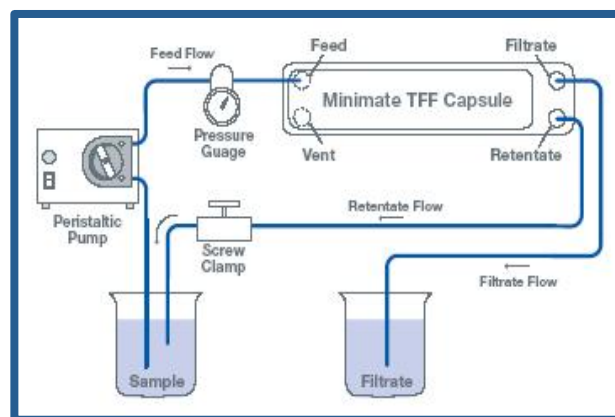 Feed Flow
Feed
Filtrate
Minimate TFF Capsule
Pressure
Guage
Vent
Retentate
Peristaltic
Pump
Retentate Flow
Screw
Clamp
Filtrate Flow
Sample
Filtrate